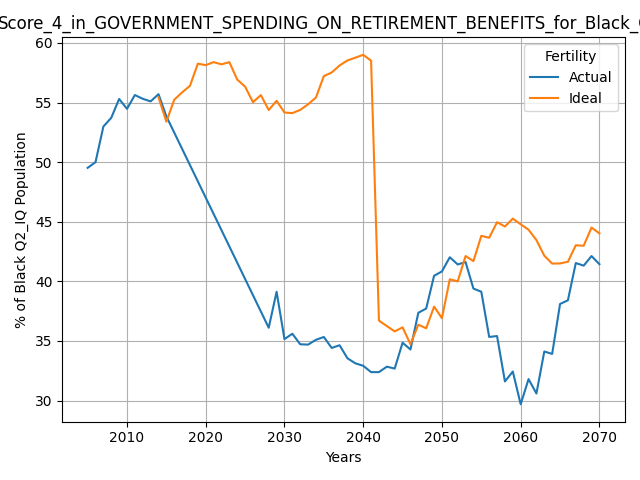 Score_4_in_GOVERNMENT_SPENDING_ON_RETIREMENT_BENEFITS_for_Black_
60
55
50
45
40
35
30
% of Black Q2_IQ Population
Fertility
Actual
Ideal
2010 2020 2030 2040 2050 2060 2070
Years